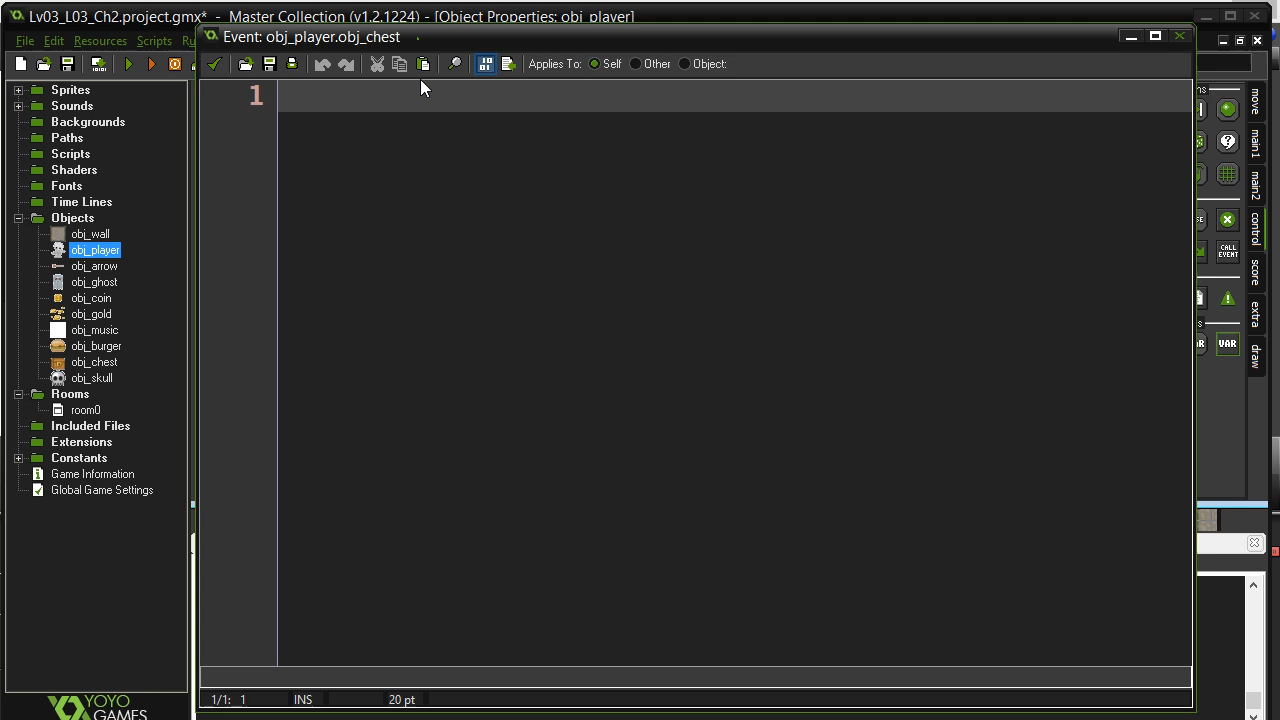 Lv03_L03_Ch2.project.gmx* - Master Collection (v1.2.1224) - [Object Properties: obj_player]
File Edit Resources Scripts Ru
Event: obj_player.obj_chest
Applies To: Self Other Object:
1
Sprites
Sounds
Backgrounds
Paths
Scripts
Shaders
Fonts
Time Lines
Objects
obj_wall
obj_player
obj_arrow
obj_ghost
obj_coin
obj_gold
obj_music
obj_burger
obj_chest
obj_skull
Rooms
room0
Included Files
Extensions
Constants
Game Information
Global Game Settings
YOYO
GAMES
1/1: 1 INS 20 pt
move
main1
main2
control
score
extra
draw
CALL
EVENT
VAR